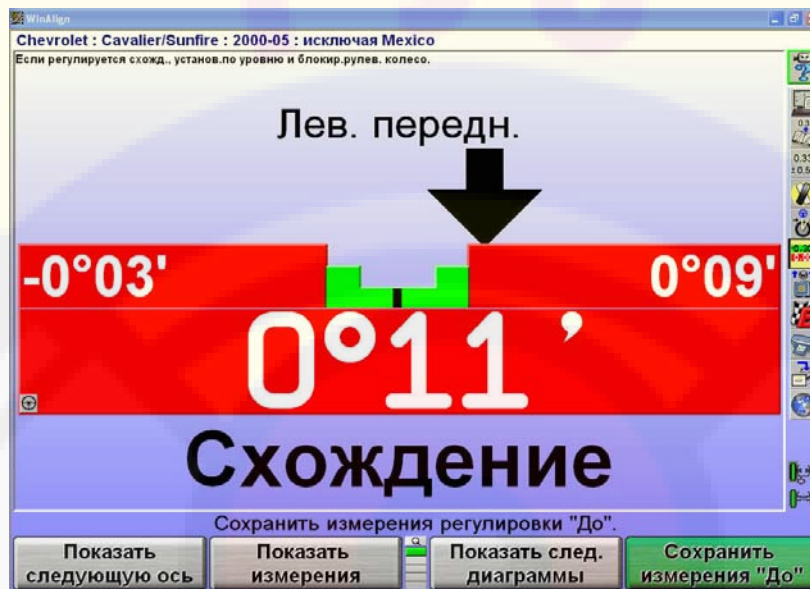 WinAlign
Chevrolet : Cavalier/Sunfire : 2000-05 : исключая Mexico
Если регулируется схожд., установ.по уровню и блокир.рулев. колесо.
Лев. передн.
-0°03'
0°09'
0°11’
Схождение
Сохранить измерения регулировки "До".
Показать
следующую ось
Показать
измерения
Показать след.
диаграммы
Сохранить
измерения "До"